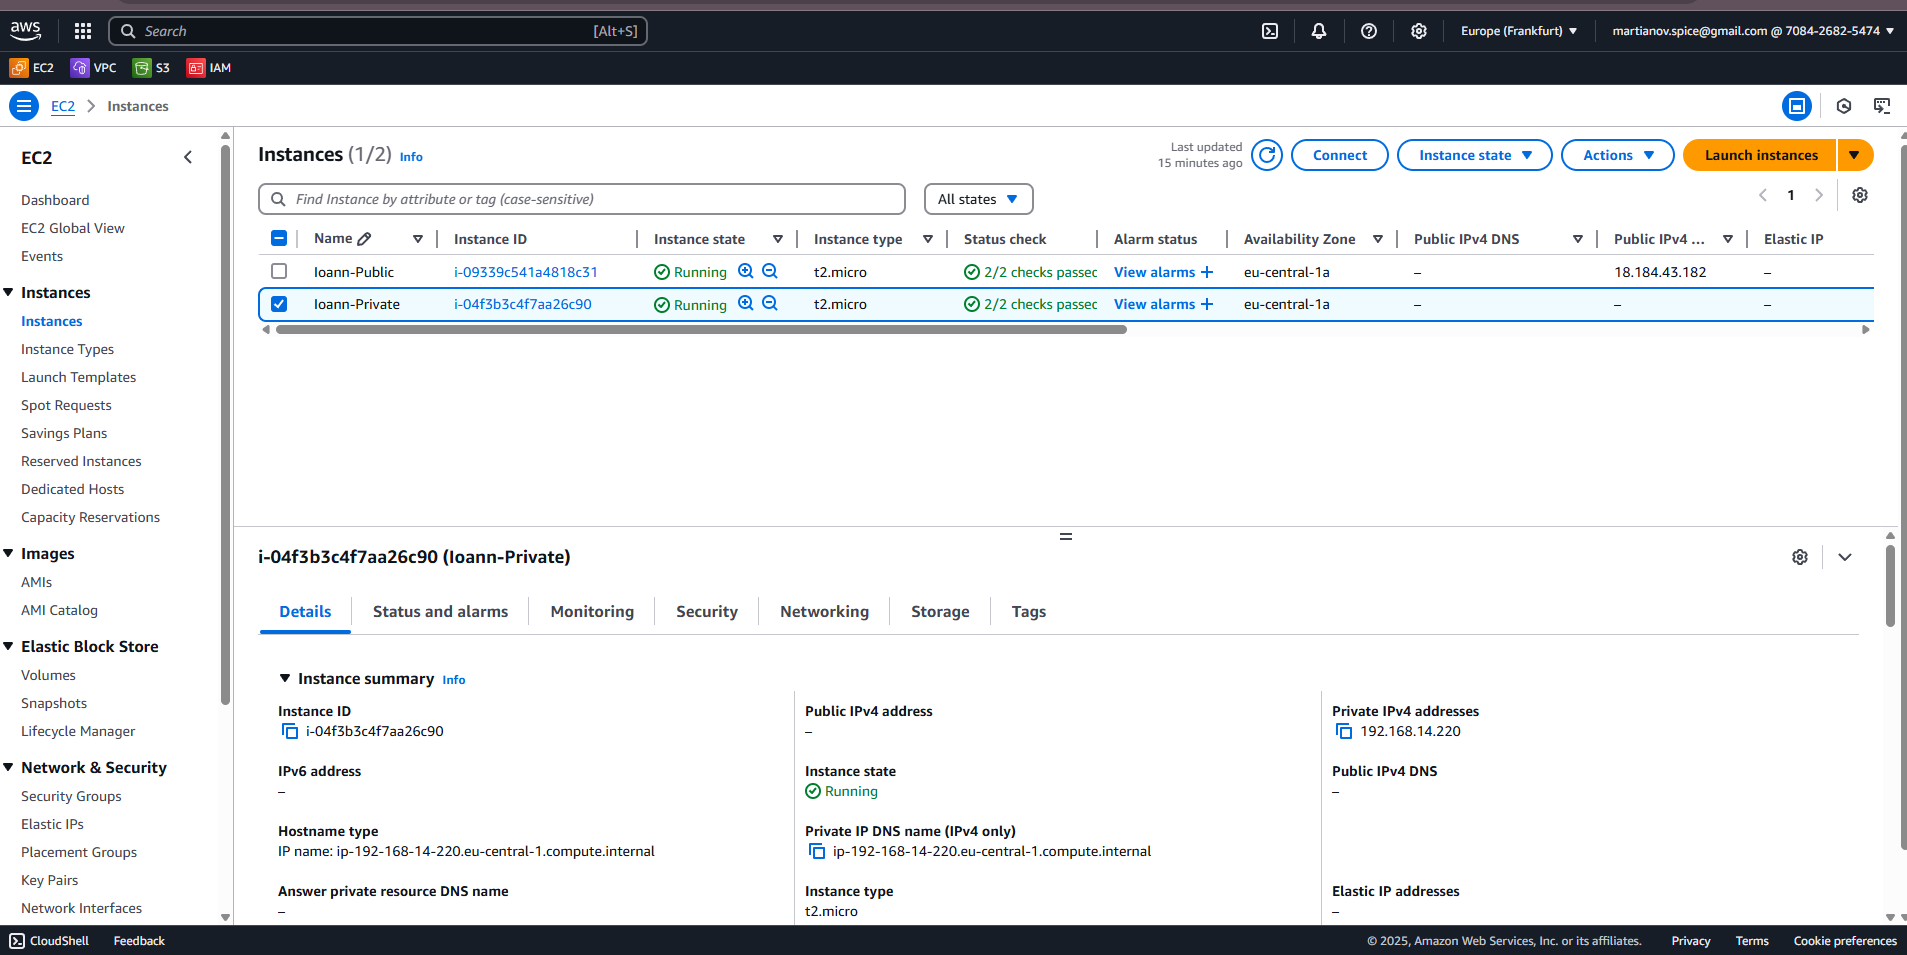 aws
Search [Alt+S]
Europe (Frankfurt)
martianov.spice@gmail.com @ 7084-2682-5474
EC2 VPC S3 IAM
EC2 Instances
EC2
Dashboard
EC2 Global View
Events
Instances
Instances
Instance Types
Launch Templates
Spot Requests
Savings Plans
Reserved Instances
Dedicated Hosts
Capacity Reservations
Images
AMIs
AMI Catalog
Elastic Block Store
Volumes
Snapshots
Lifecycle Manager
Network & Security
Security Groups
Elastic IPs
Placement Groups
Key Pairs
Network Interfaces
Instances (1/2) Info
Last updated
15 minutes ago
Connect Instance state Actions Launch instances
Find Instance by attribute or tag (case-sensitive) All states 1
Name Instance ID Instance state Instance type Status check Alarm status Availability Zone Public IPv4 DNS Public IPv4 ... Elastic IP
Ioann-Public i-09339c541a4818c31 Running t2.micro 2/2 checks passec View alarms + eu-central-1a – 18.184.43.182 –
Ioann-Private i-04f3b3c4f7aa26c90 Running t2.micro 2/2 checks passec View alarms + eu-central-1a – – –
i-04f3b3c4f7aa26c90 (Ioann-Private)
Details Status and alarms Monitoring Security Networking Storage Tags
Instance summary Info
Instance ID
i-04f3b3c4f7aa26c90
Public IPv4 address
–
Private IPv4 addresses
192.168.14.220
IPv6 address
–
Instance state
Running
Public IPv4 DNS
–
Hostname type
IP name: ip-192-168-14-220.eu-central-1.compute.internal
Private IP DNS name (IPv4 only)
ip-192-168-14-220.eu-central-1.compute.internal
Answer private resource DNS name
–
Instance type
t2.micro
Elastic IP addresses
–
CloudShell Feedback © 2025, Amazon Web Services, Inc. or its affiliates. Privacy Terms Cookie preferences